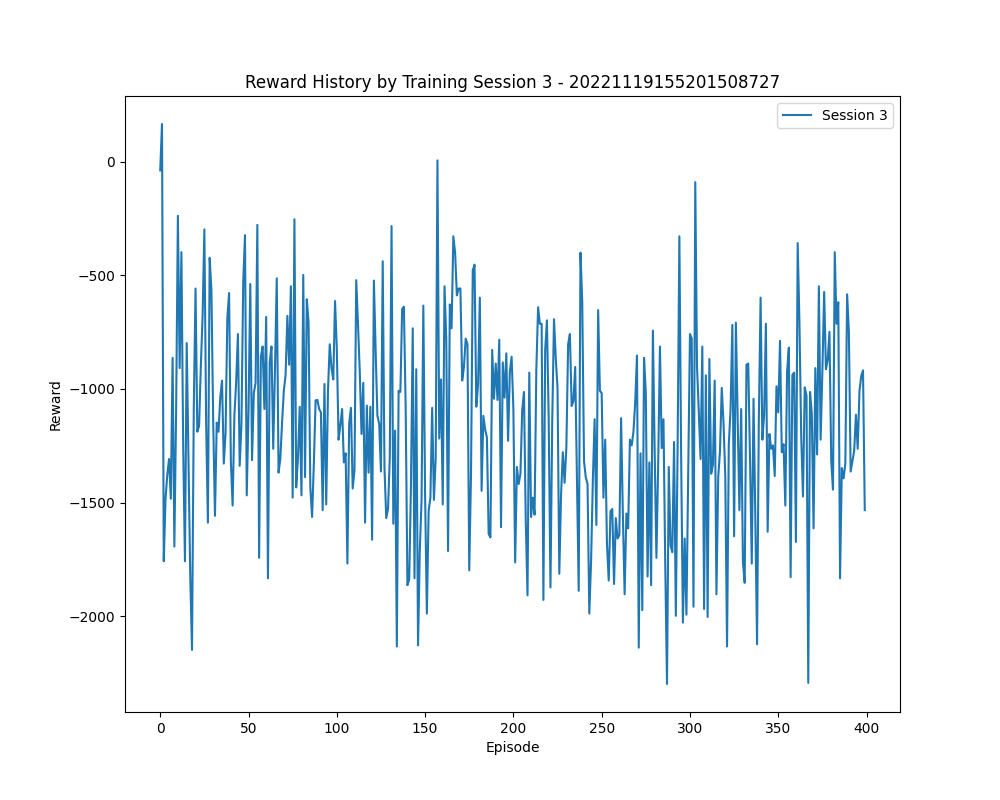 Reward History by Training Session 3 - 20221119155201508727
Session 3
0
−500
−1000
−1500
−2000
Reward
0 50 100 150 200 250 300 350 400
Episode